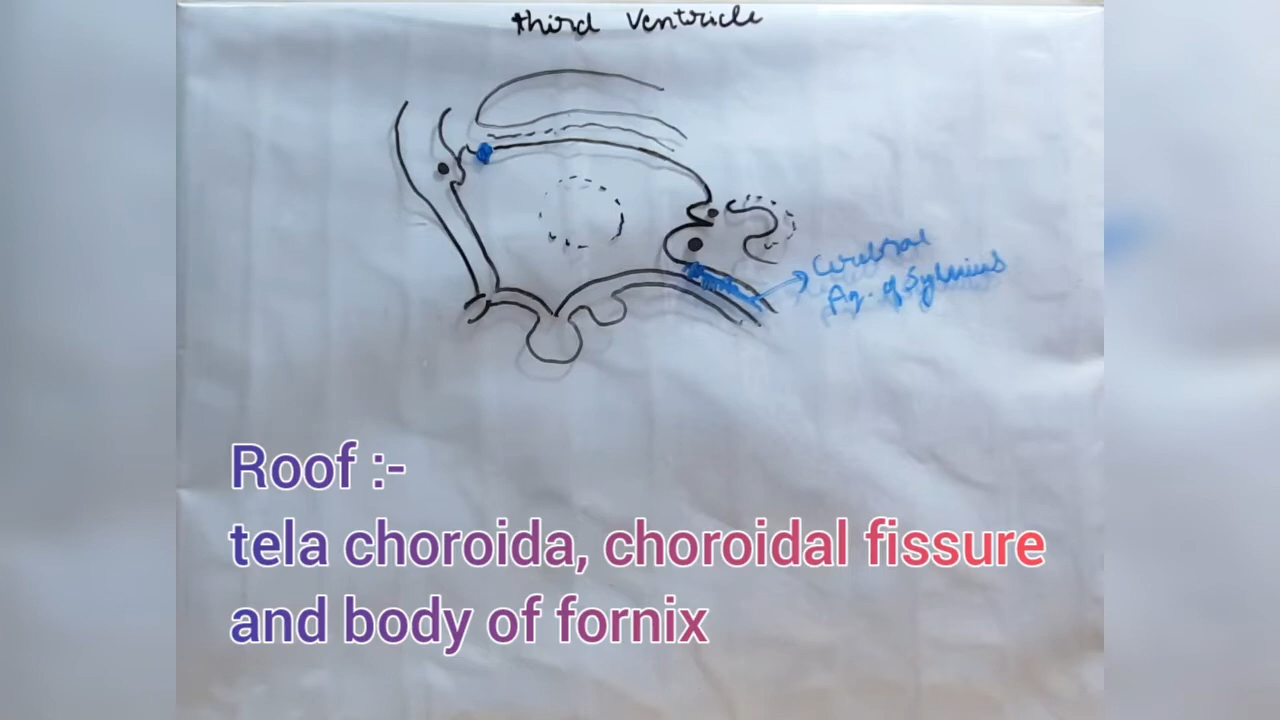 third Ventricle
Cerebral
Aq. of Sylvius
Roof :-
tela choroida, choroidal fissure
and body of fornix